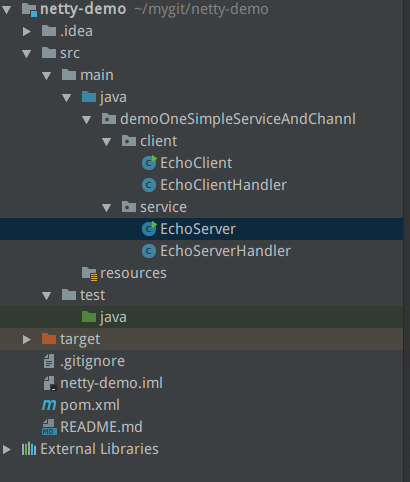 netty-demo ~/mygit/netty-demo
.idea
src
main
java
demoOneSimpleServiceAndChannl
client
EchoClient
EchoClientHandler
service
EchoServer
EchoServerHandler
resources
test
java
target
.gitignore
netty-demo.iml
pom.xml
README.md
External Libraries